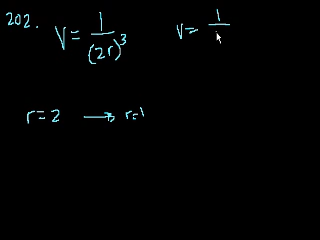 202. V = 1/(2r)^3 V = 1/
r = 2 → r = 1